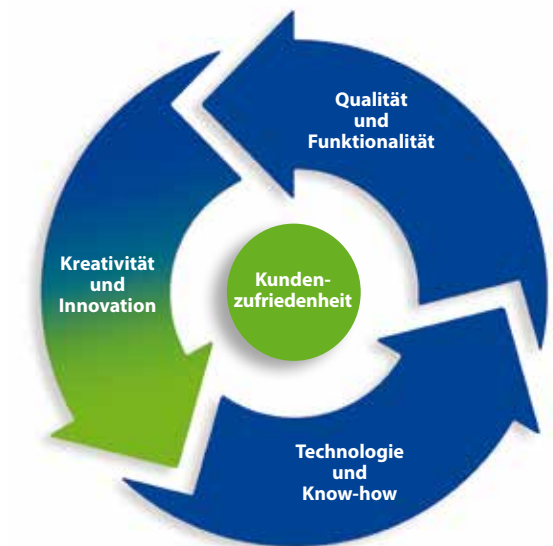 Qualität
und
Funktionalität
Kreativität
und
Innovation
Kunden-
zufriedenheit
Technologie
und
Know-how